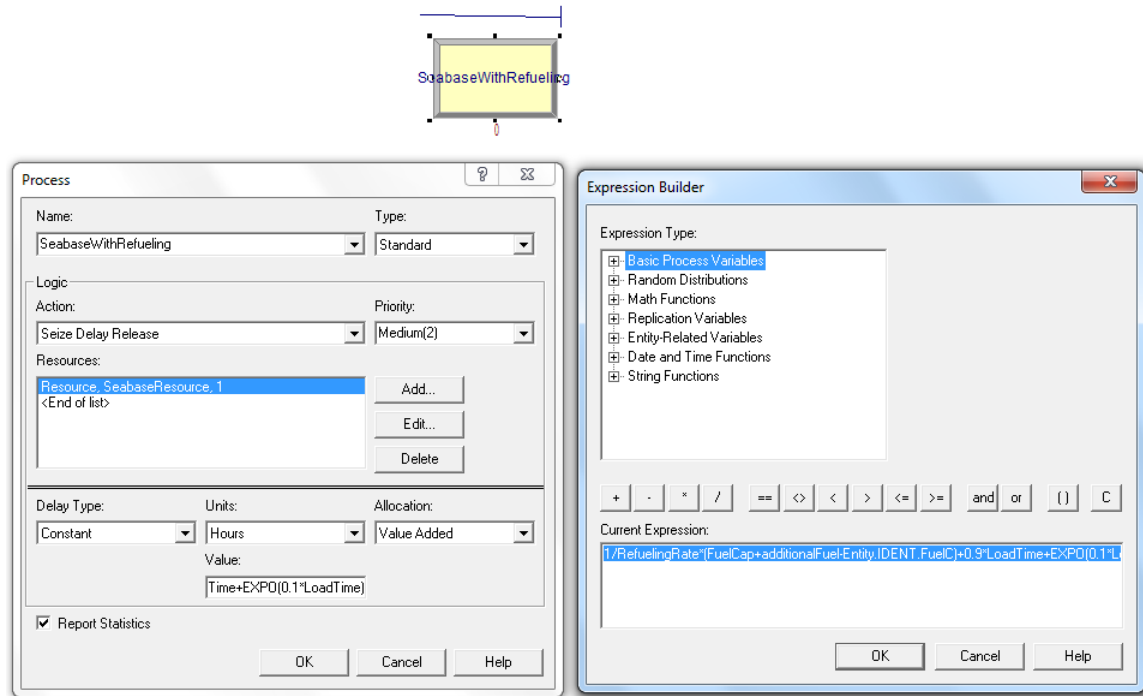 SeabaseWithRefueling
0
Process
Name:
Type:
SeabaseWithRefueling
Standard
Logic
Action:
Priority:
Seize Delay Release
Medium(2)
Resources:
Resource, SeabaseResource, 1
<End of list>
Add...
Edit...
Delete
Delay Type:
Units:
Allocation:
Constant
Hours
Value Added
Value:
Time+EXPO(0.1*LoadTime)
Report Statistics
OK
Cancel
Help
Expression Builder
Expression Type:
Basic Process Variables
Random Distributions
Math Functions
Replication Variables
Entity-Related Variables
Date and Time Functions
String Functions
+ - * / == <> < > <= >= and or ( ) C
Current Expression:
1/RefuelingRate*(FuelCap+additionalFuel-Entity.IDENT.FuelC)+0.9*LoadTime+EXPO(0.1*L
OK
Cancel
Help